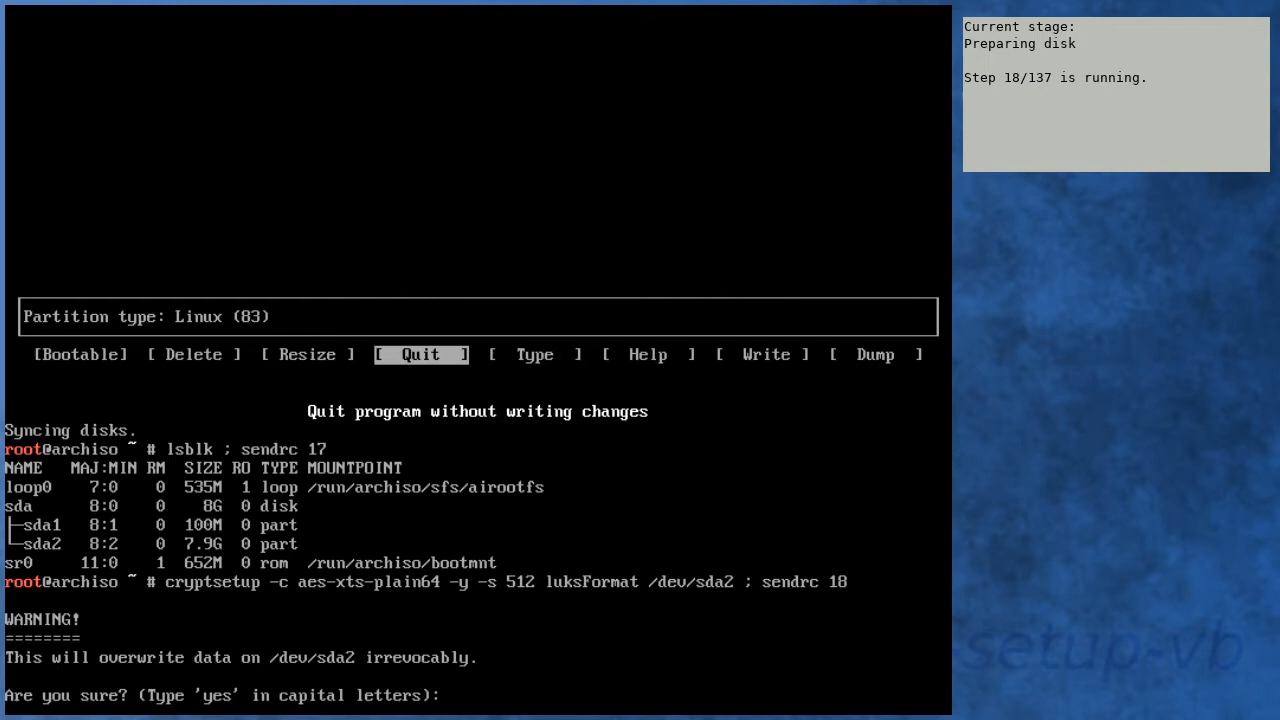 Current stage:
Preparing disk
Step 18/137 is running.
Partition type: Linux (83)
[Bootable]  [ Delete ]  [ Resize ]  [  Quit  ]  [  Type  ]  [  Help  ]  [  Write ]  [  Dump  ]
Quit program without writing changes
Syncing disks.
root@archiso ~ # lsblk ; sendrc 17
NAME   MAJ:MIN RM  SIZE RO TYPE MOUNTPOINT
loop0    7:0    0  535M  1 loop /run/archiso/sfs/airootfs
sda      8:0    0    8G  0 disk
├─sda1   8:1    0  100M  0 part
└─sda2   8:2    0  7.9G  0 part
sr0     11:0    1  652M  0 rom  /run/archiso/bootmnt
root@archiso ~ # cryptsetup -c aes-xts-plain64 -y -s 512 luksFormat /dev/sda2 ; sendrc 18
WARNING!
========
This will overwrite data on /dev/sda2 irrevocably.
Are you sure? (Type 'yes' in capital letters):
setup-vb